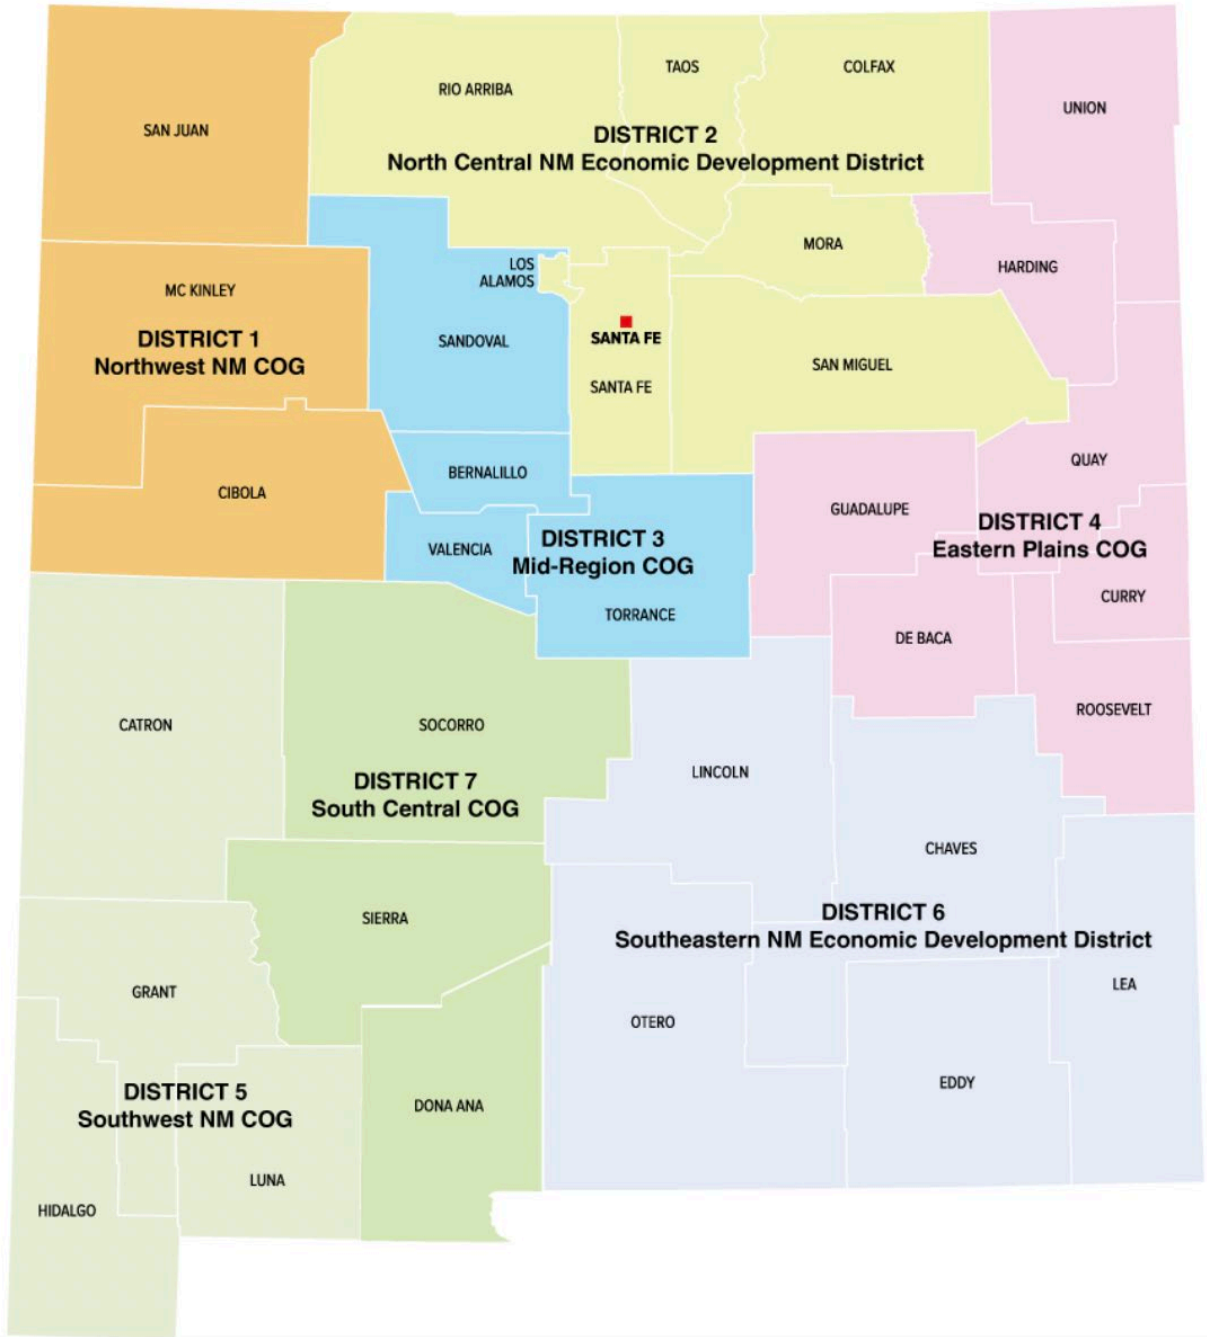 TAOS
COLFAX
RIO ARRIBA
UNION
SAN JUAN
DISTRICT 2
North Central NM Economic Development District
MORA
LOS
ALAMOS
HARDING
MC KINLEY
DISTRICT 1
Northwest NM COG
SANDOVAL
SANTA FE
SANTA FE
SAN MIGUEL
QUAY
BERNALILLO
CIBOLA
GUADALUPE
DISTRICT 4
Eastern Plains COG
VALENCIA
DISTRICT 3
Mid-Region COG
CURRY
TORRANCE
DE BACA
ROOSEVELT
CATRON
SOCORRO
LINCOLN
DISTRICT 7
South Central COG
CHAVES
SIERRA
DISTRICT 6
Southeastern NM Economic Development District
GRANT
LEA
OTERO
EDDY
DISTRICT 5
Southwest NM COG
DONA ANA
LUNA
HIDALGO